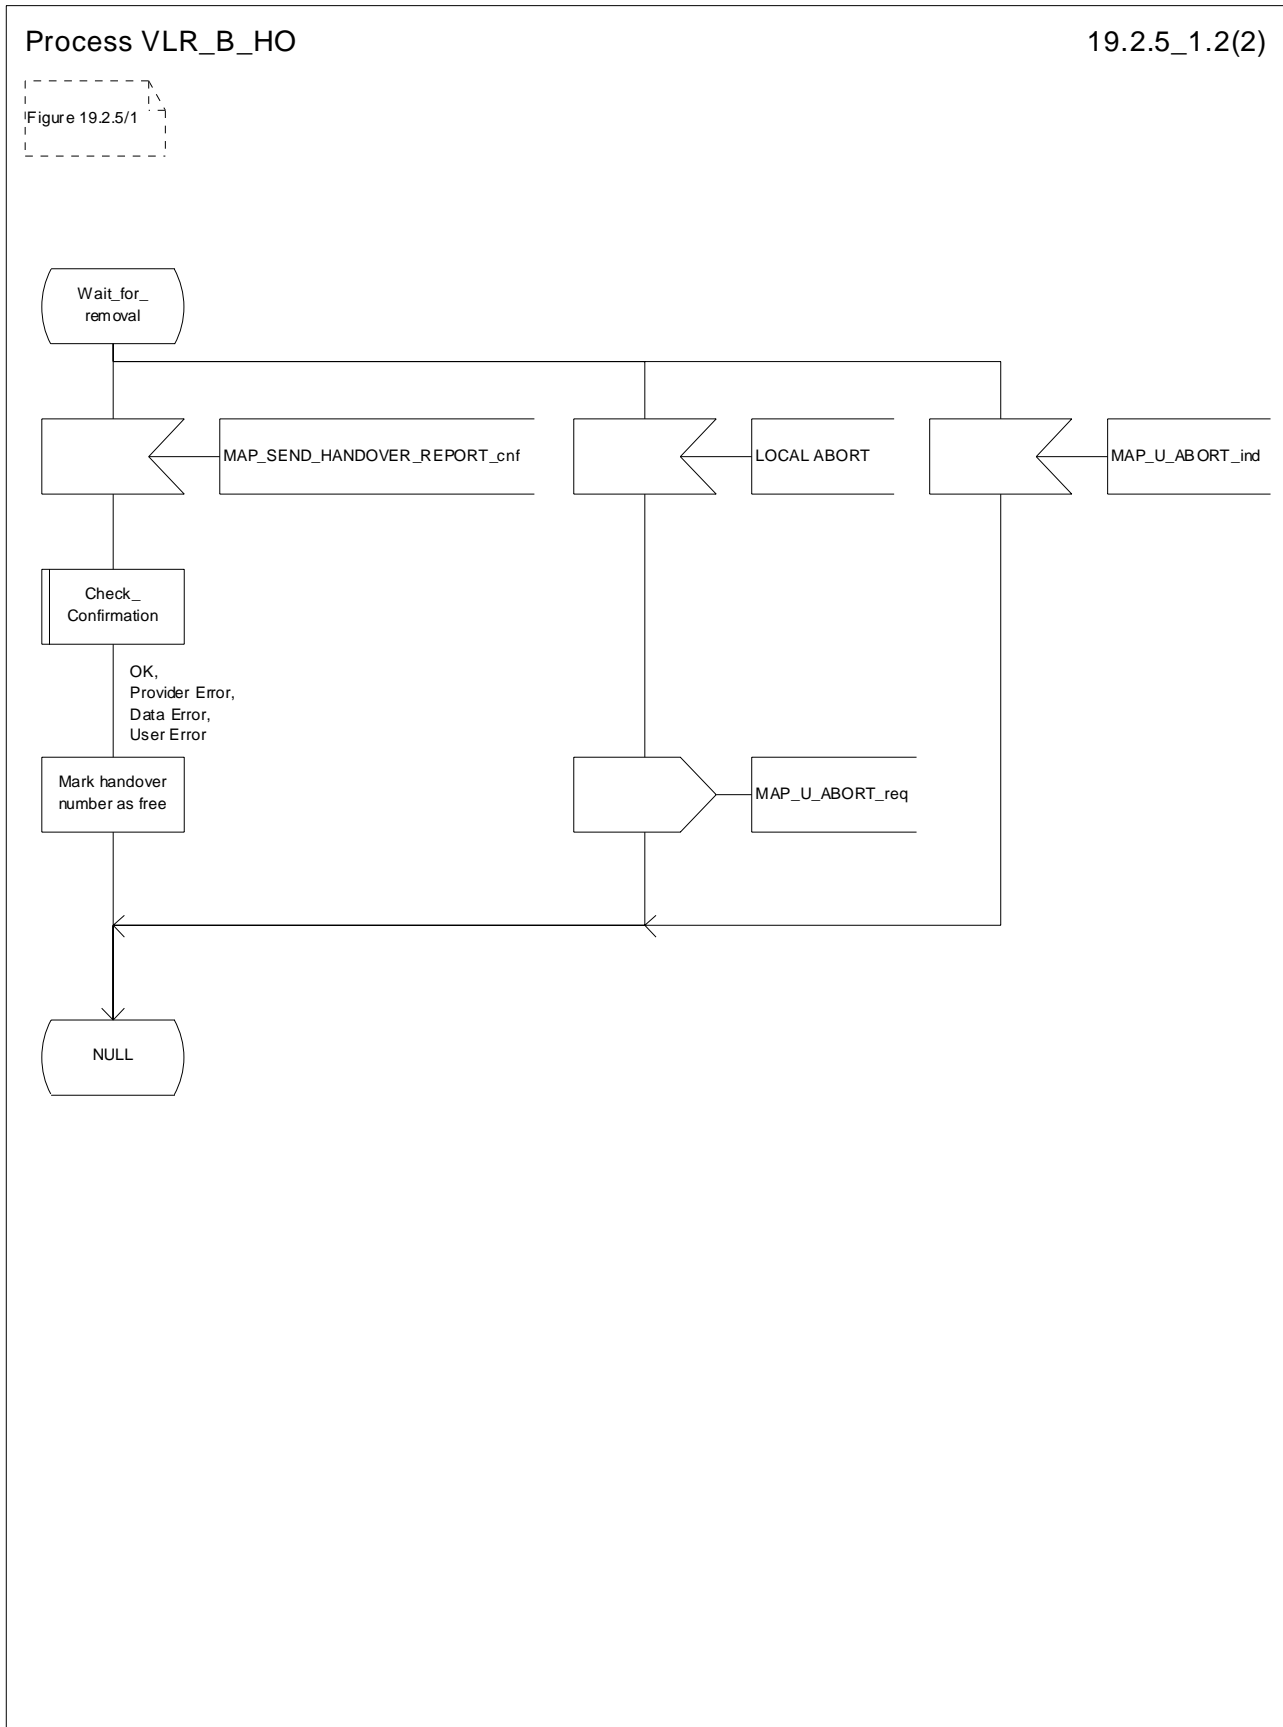 Process VLR_B_HO
19.2.5_1.2(2)
Figure 19.2.5/1
Wait_for_
removal
MAP_SEND_HANDOVER_REPORT_cnf
LOCAL ABORT
MAP_U_ABORT_ind
Check_
Confirmation
OK,
Provider Error,
Data Error,
User Error
Mark handover
number as free
MAP_U_ABORT_req
NULL